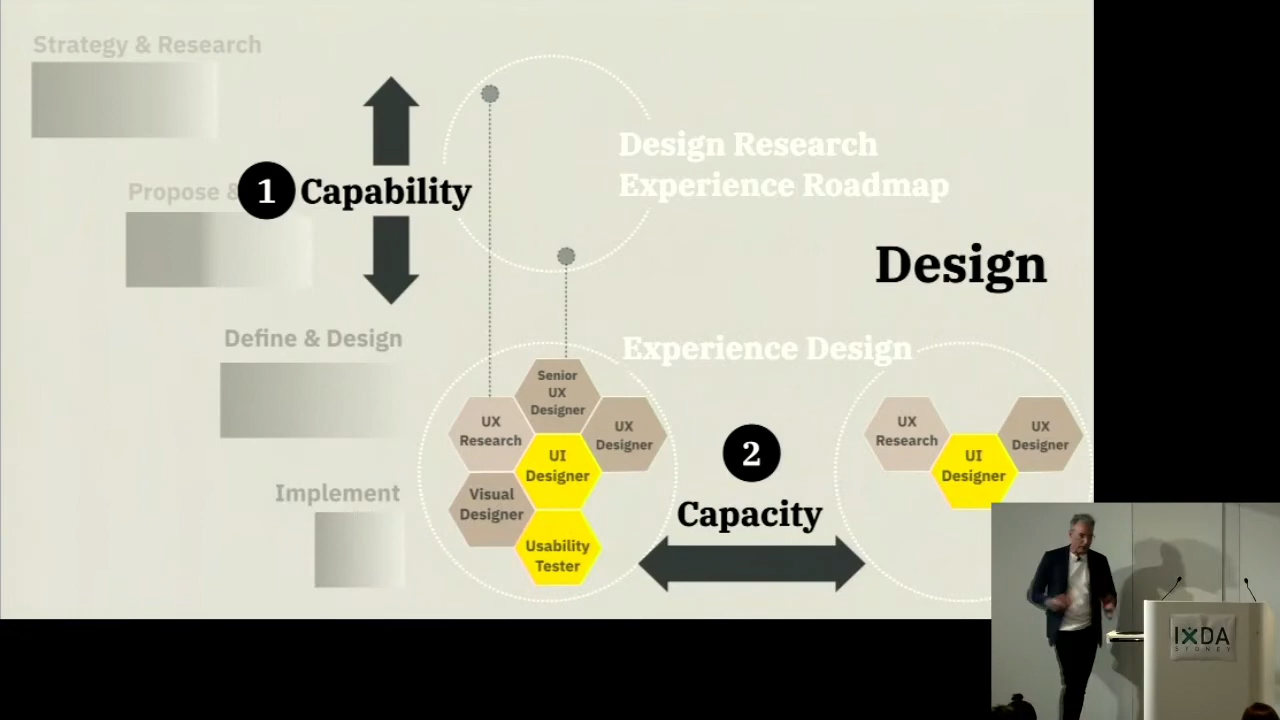 Strategy & Research
Design Research
Experience Roadmap
Propose &
1 Capability
Design
Define & Design
Experience Design
Senior
UX
Designer
UX
Research
UX
Designer
UI
Designer
Visual
Designer
Usability
Tester
Implement
2
Capacity
UX
Research
UX
Designer
UI
Designer
IXDA
SYDNEY